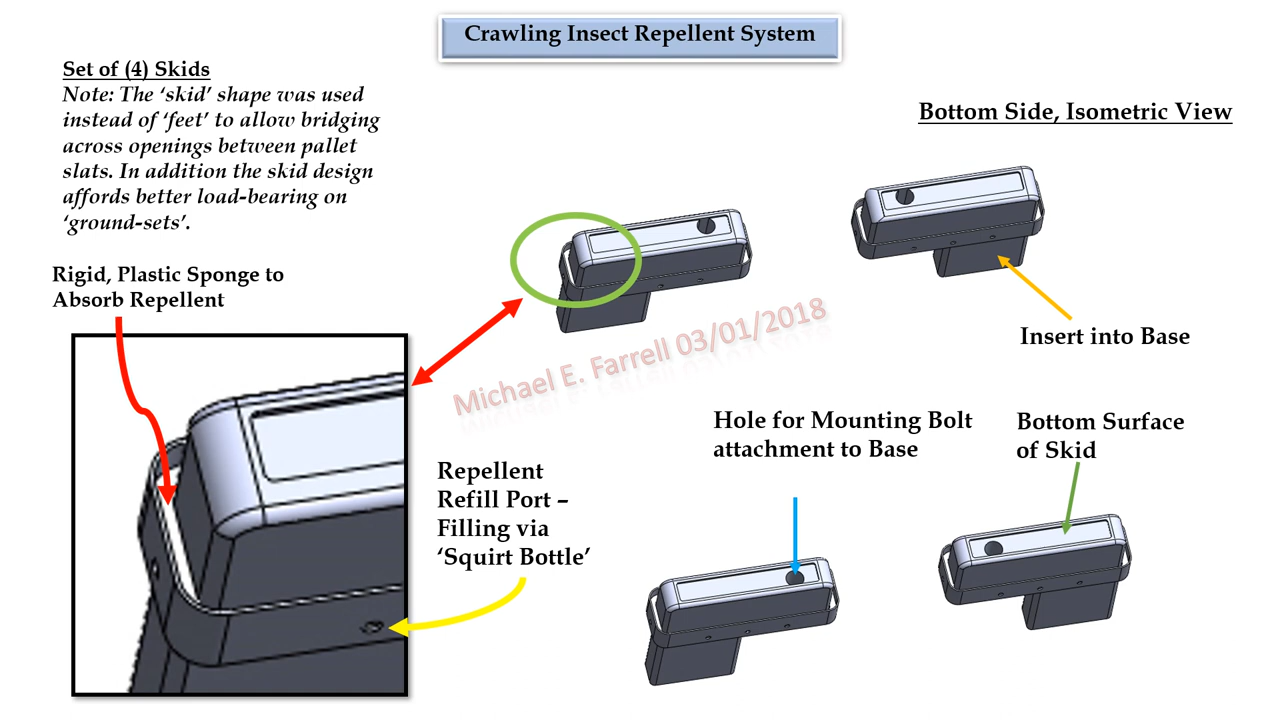 Crawling Insect Repellent System
Set of (4) Skids
Note: The ‘skid’ shape was used
instead of ‘feet’ to allow bridging
across openings between pallet
slats. In addition the skid design
affords better load-bearing on
‘ground-sets’.
Bottom Side, Isometric View
Rigid, Plastic Sponge to
Absorb Repellent
Insert into Base
Michael E. Farrell 03/01/2018
Hole for Mounting Bolt
attachment to Base
Bottom Surface
of Skid
Repellent
Refill Port –
Filling via
‘Squirt Bottle’